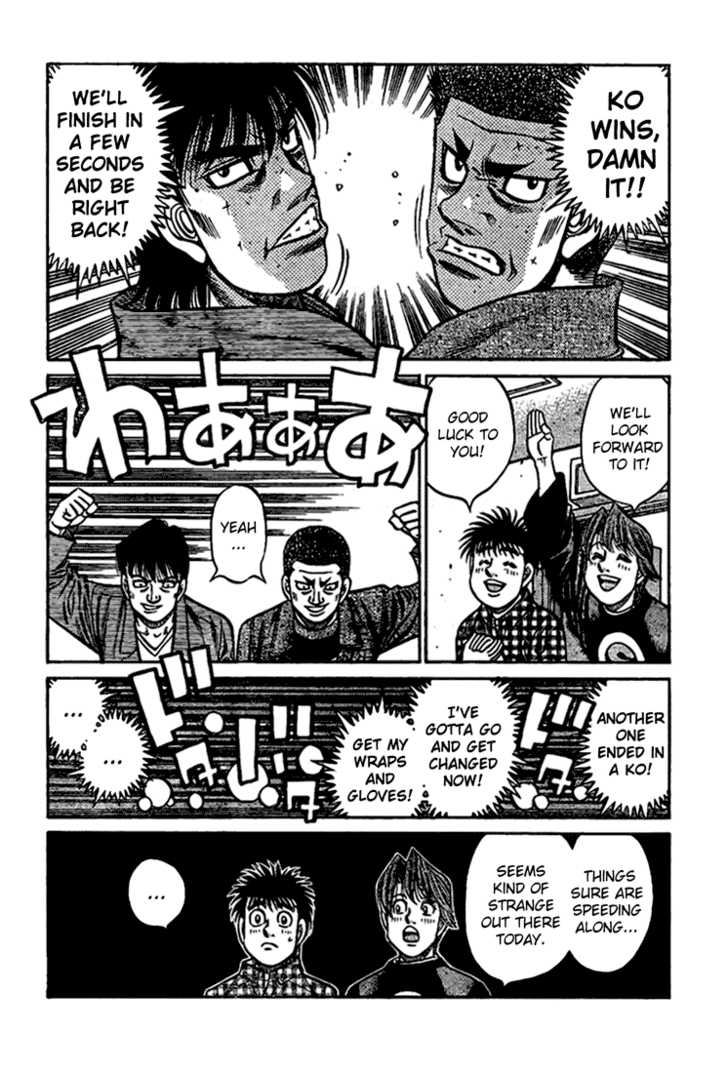 KO
WINS,
DAMN
IT!!
WE'LL
FINISH IN
A FEW
SECONDS
AND BE
RIGHT
BACK!
WE'LL
LOOK
FORWARD
TO IT!
GOOD
LUCK TO
YOU!
わぁぁあ
YEAH
...
ANOTHER
ONE
ENDED IN
A KO!
ドタ
I'VE
GOTTA GO
AND GET
CHANGED
NOW!
GET MY
WRAPS
AND
GLOVES!
...
...
THINGS
SURE ARE
SPEEDING
ALONG...
SEEMS
KIND OF
STRANGE
OUT THERE
TODAY.
...